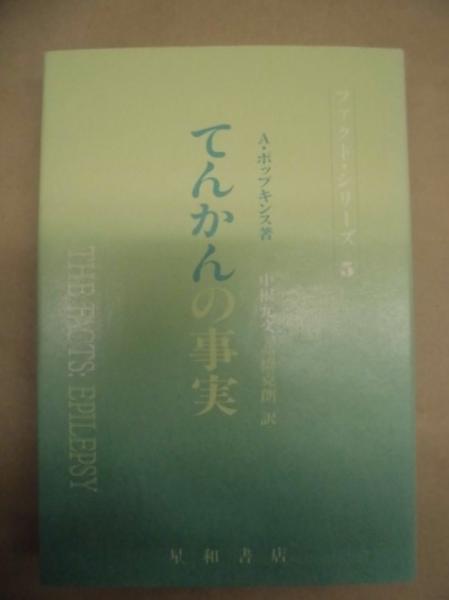 ファクト・シリーズ 5
A・ホップキンス著
訳
てんかんの事実
THE FACTS: EPILEPSY
星和書店